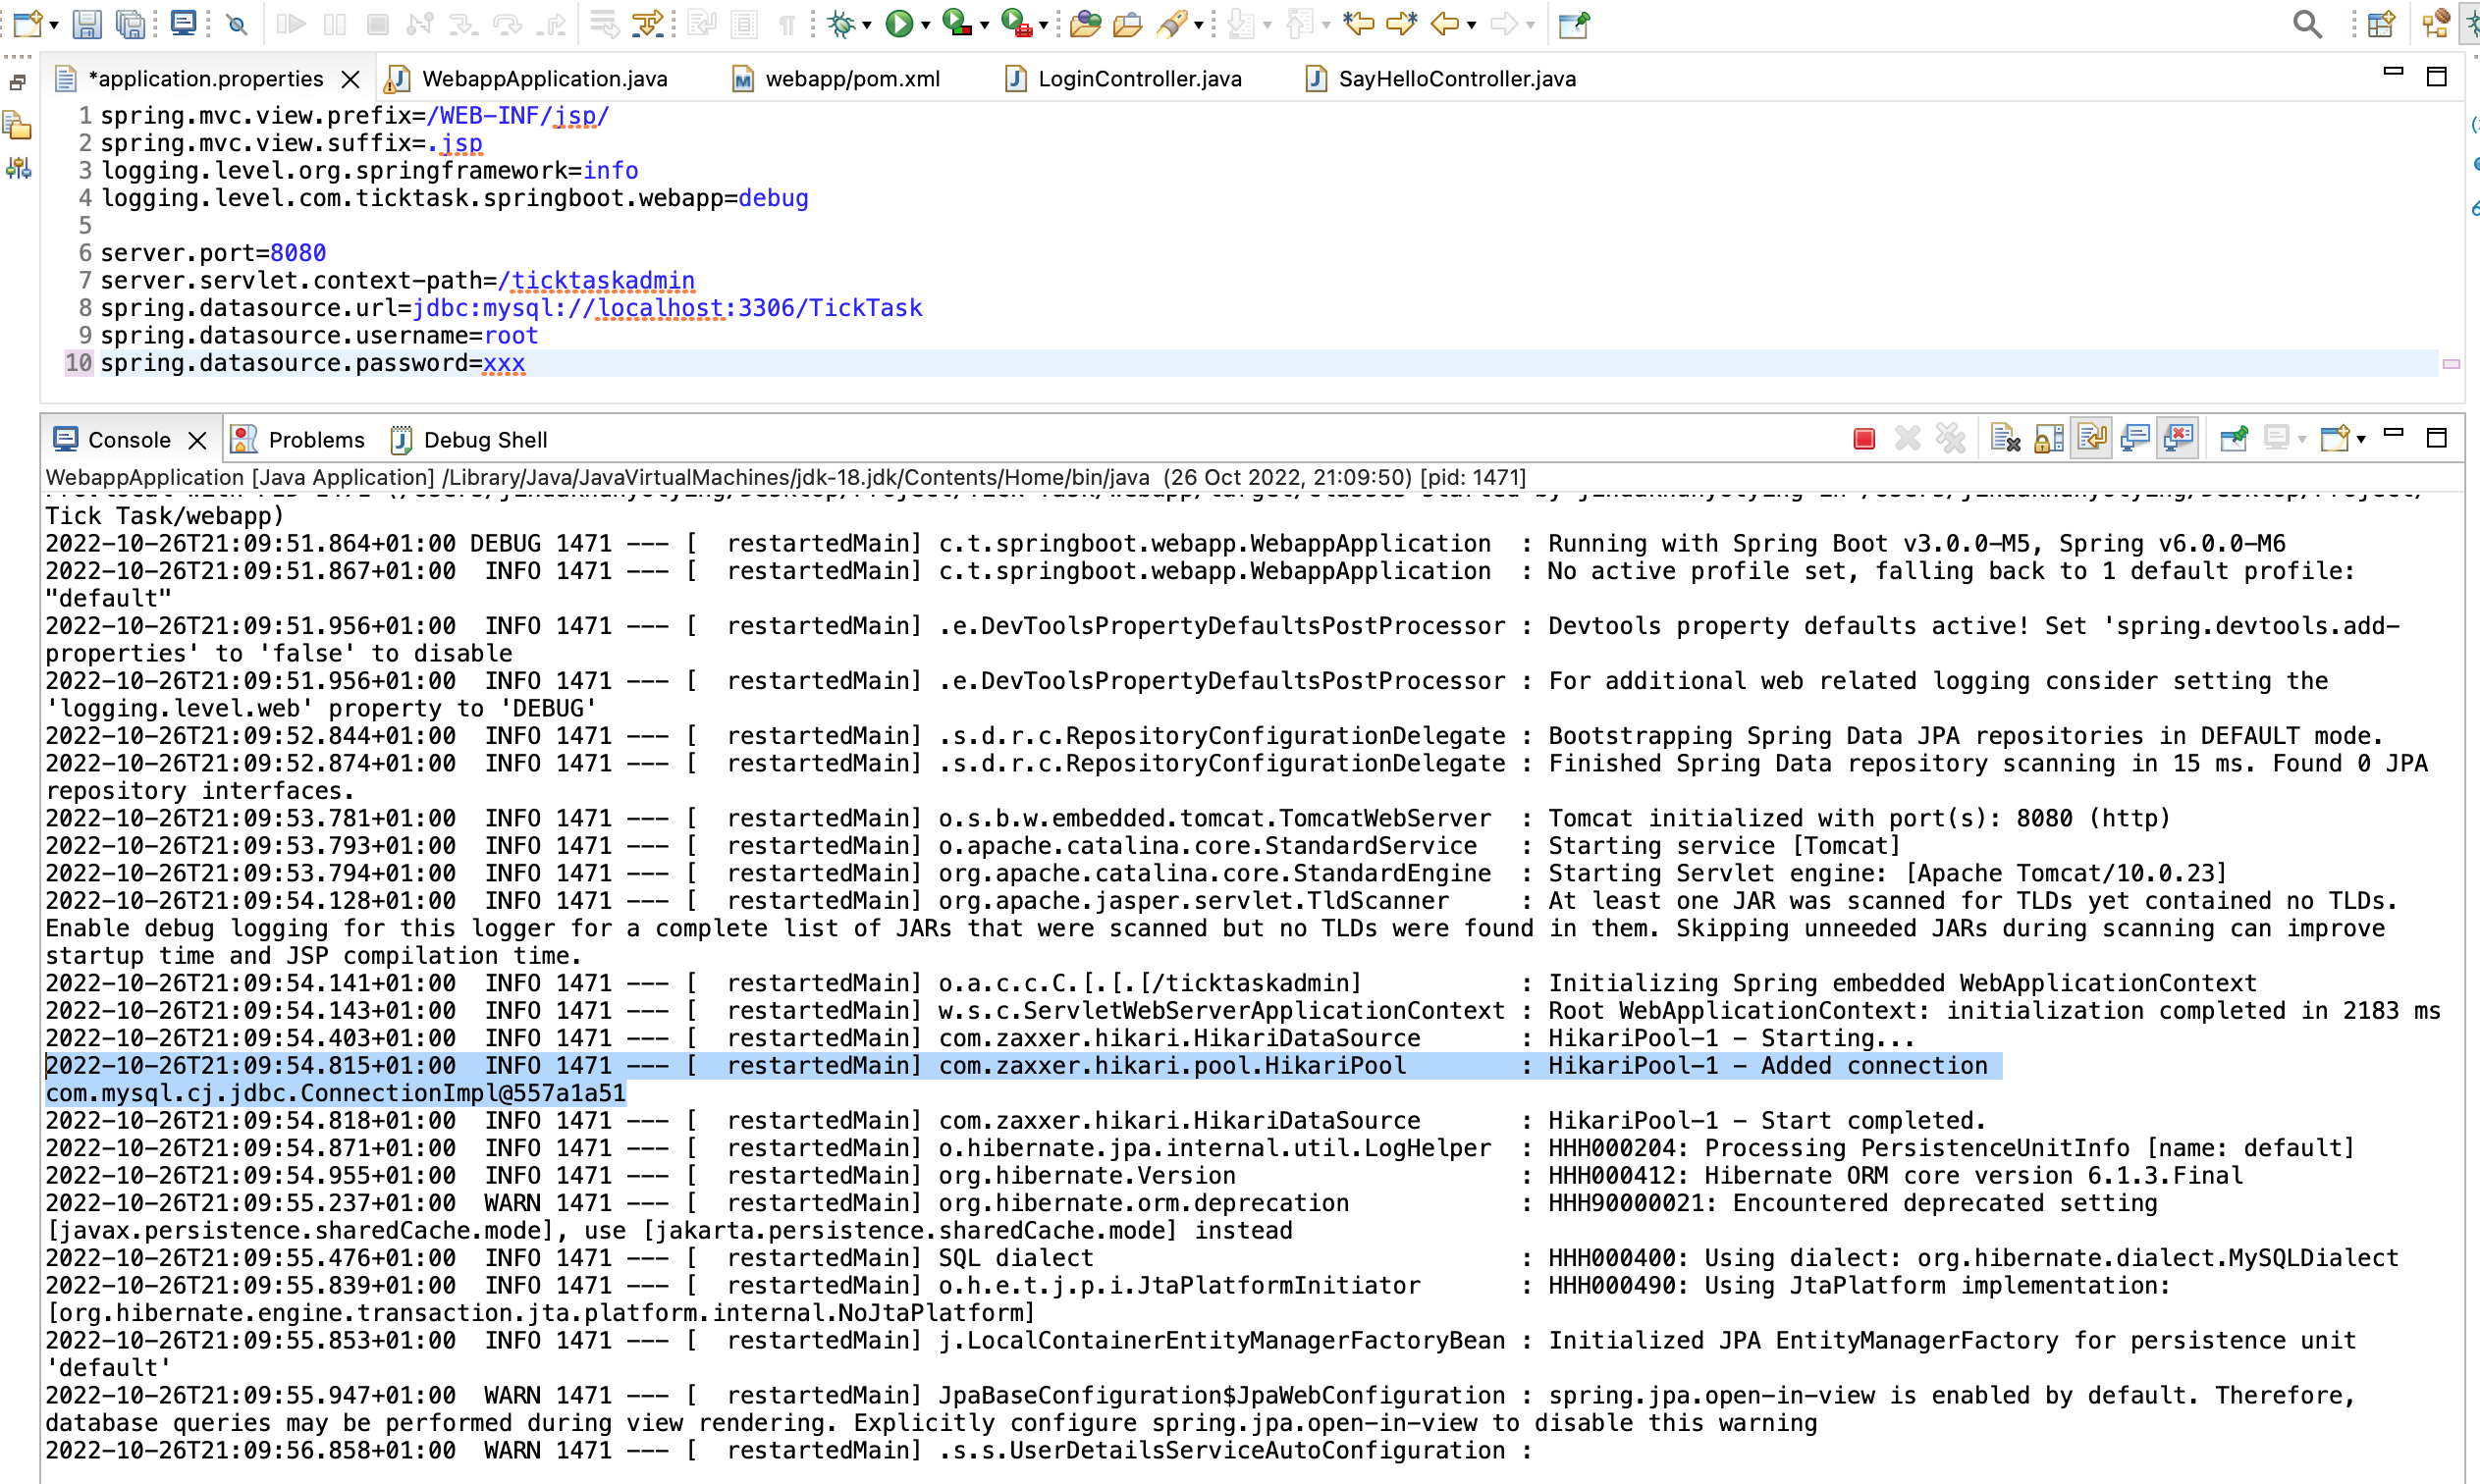 *application.properties
WebappApplication.java
webapp/pom.xml
LoginController.java
SayHelloController.java
1 spring.mvc.view.prefix=/WEB-INF/jsp/
2 spring.mvc.view.suffix=.jsp
3 logging.level.org.springframework=info
4 logging.level.com.ticktask.springboot.webapp=debug
5
6 server.port=8080
7 server.servlet.context-path=/ticktaskadmin
8 spring.datasource.url=jdbc:mysql://localhost:3306/TickTask
9 spring.datasource.username=root
10 spring.datasource.password=xxx
Console
Problems
Debug Shell
WebappApplication [Java Application] /Library/Java/JavaVirtualMachines/jdk-18.jdk/Contents/Home/bin/java (26 Oct 2022, 21:09:50) [pid: 1471]
Tick Task/webapp)
2022-10-26T21:09:51.864+01:00 DEBUG 1471 --- [  restartedMain] c.t.springboot.webapp.WebappApplication  : Running with Spring Boot v3.0.0-M5, Spring v6.0.0-M6
2022-10-26T21:09:51.867+01:00  INFO 1471 --- [  restartedMain] c.t.springboot.webapp.WebappApplication  : No active profile set, falling back to 1 default profile:
"default"
2022-10-26T21:09:51.956+01:00  INFO 1471 --- [  restartedMain] .e.DevToolsPropertyDefaultsPostProcessor : Devtools property defaults active! Set 'spring.devtools.add-
properties' to 'false' to disable
2022-10-26T21:09:51.956+01:00  INFO 1471 --- [  restartedMain] .e.DevToolsPropertyDefaultsPostProcessor : For additional web related logging consider setting the
'logging.level.web' property to 'DEBUG'
2022-10-26T21:09:52.844+01:00  INFO 1471 --- [  restartedMain] .s.d.r.c.RepositoryConfigurationDelegate : Bootstrapping Spring Data JPA repositories in DEFAULT mode.
2022-10-26T21:09:52.874+01:00  INFO 1471 --- [  restartedMain] .s.d.r.c.RepositoryConfigurationDelegate : Finished Spring Data repository scanning in 15 ms. Found 0 JPA
repository interfaces.
2022-10-26T21:09:53.781+01:00  INFO 1471 --- [  restartedMain] o.s.b.w.embedded.tomcat.TomcatWebServer  : Tomcat initialized with port(s): 8080 (http)
2022-10-26T21:09:53.793+01:00  INFO 1471 --- [  restartedMain] o.apache.catalina.core.StandardService   : Starting service [Tomcat]
2022-10-26T21:09:53.794+01:00  INFO 1471 --- [  restartedMain] org.apache.catalina.core.StandardEngine  : Starting Servlet engine: [Apache Tomcat/10.0.23]
2022-10-26T21:09:54.128+01:00  INFO 1471 --- [  restartedMain] org.apache.jasper.servlet.TldScanner     : At least one JAR was scanned for TLDs yet contained no TLDs.
Enable debug logging for this logger for a complete list of JARs that were scanned but no TLDs were found in them. Skipping unneeded JARs during scanning can improve
startup time and JSP compilation time.
2022-10-26T21:09:54.141+01:00  INFO 1471 --- [  restartedMain] o.a.c.c.C.[.[.[/ticktaskadmin]           : Initializing Spring embedded WebApplicationContext
2022-10-26T21:09:54.143+01:00  INFO 1471 --- [  restartedMain] w.s.c.ServletWebServerApplicationContext : Root WebApplicationContext: initialization completed in 2183 ms
2022-10-26T21:09:54.403+01:00  INFO 1471 --- [  restartedMain] com.zaxxer.hikari.HikariDataSource       : HikariPool-1 - Starting...
2022-10-26T21:09:54.815+01:00  INFO 1471 --- [  restartedMain] com.zaxxer.hikari.pool.HikariPool        : HikariPool-1 - Added connection
com.mysql.cj.jdbc.ConnectionImpl@557a1a51
2022-10-26T21:09:54.818+01:00  INFO 1471 --- [  restartedMain] com.zaxxer.hikari.HikariDataSource       : HikariPool-1 - Start completed.
2022-10-26T21:09:54.871+01:00  INFO 1471 --- [  restartedMain] o.hibernate.jpa.internal.util.LogHelper  : HHH000204: Processing PersistenceUnitInfo [name: default]
2022-10-26T21:09:54.955+01:00  INFO 1471 --- [  restartedMain] org.hibernate.Version                    : HHH000412: Hibernate ORM core version 6.1.3.Final
2022-10-26T21:09:55.237+01:00  WARN 1471 --- [  restartedMain] org.hibernate.orm.deprecation            : HHH90000021: Encountered deprecated setting
[javax.persistence.sharedCache.mode], use [jakarta.persistence.sharedCache.mode] instead
2022-10-26T21:09:55.476+01:00  INFO 1471 --- [  restartedMain] SQL dialect                              : HHH000400: Using dialect: org.hibernate.dialect.MySQLDialect
2022-10-26T21:09:55.839+01:00  INFO 1471 --- [  restartedMain] o.h.e.t.j.p.i.JtaPlatformInitiator       : HHH000490: Using JtaPlatform implementation:
[org.hibernate.engine.transaction.jta.platform.internal.NoJtaPlatform]
2022-10-26T21:09:55.853+01:00  INFO 1471 --- [  restartedMain] j.LocalContainerEntityManagerFactoryBean : Initialized JPA EntityManagerFactory for persistence unit
'default'
2022-10-26T21:09:55.947+01:00  WARN 1471 --- [  restartedMain] JpaBaseConfiguration$JpaWebConfiguration : spring.jpa.open-in-view is enabled by default. Therefore,
database queries may be performed during view rendering. Explicitly configure spring.jpa.open-in-view to disable this warning
2022-10-26T21:09:56.858+01:00  WARN 1471 --- [  restartedMain] .s.s.UserDetailsServiceAutoConfiguration :